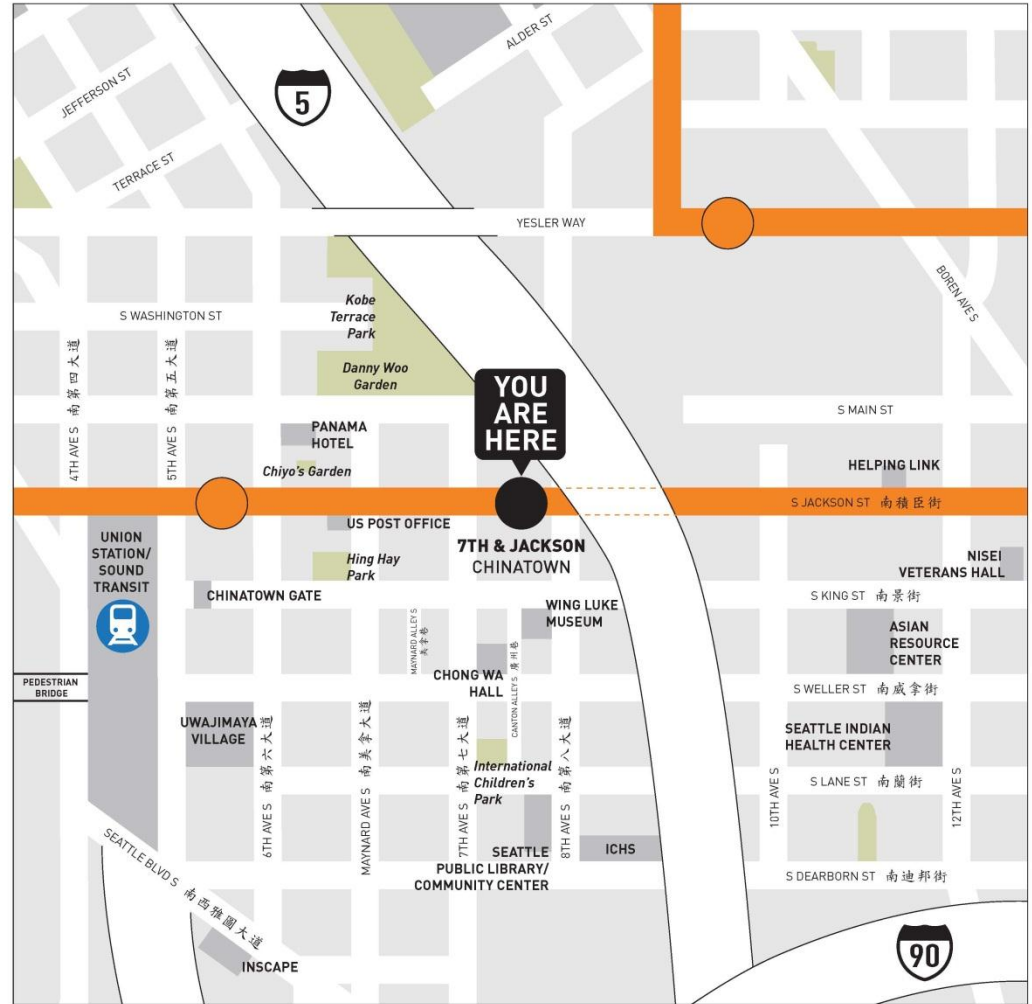 ALDER ST
JEFFERSON ST
5
TERRACE ST
YESLER WAY
BOREN AVE S
Kobe
Terrace
Park
S WASHINGTON ST
4TH AVE S 南第四大道
5TH AVE S 南第五大道
Danny Woo
Garden
YOU
ARE
HERE
S MAIN ST
PANAMA
HOTEL
HELPING LINK
Chiyo's Garden
S JACKSON ST 南積臣街
US POST OFFICE
UNION
STATION/
SOUND
TRANSIT
7TH & JACKSON
CHINATOWN
Hing Hay
Park
NISEI
VETERANS HALL
CHINATOWN GATE
S KING ST 南景街
WING LUKE
MUSEUM
MAYNARD ALLEY S
美拿巷
ASIAN
RESOURCE
CENTER
CANTON ALLEY S 廣州巷
CHONG WA
HALL
PEDESTRIAN
BRIDGE
S WELLER ST 南威拿街
UWAJIMAYA
VILLAGE
6TH AVE S 南第六大道
MAYNARD AVE S 南美拿大道
7TH AVE S 南第七大道
8TH AVE S 南第八大道
SEATTLE INDIAN
HEALTH CENTER
International
Children's
Park
S LANE ST 南蘭街
10TH AVE S
12TH AVE S
SEATTLE BLVD S 南西雅圖大道
SEATTLE
PUBLIC LIBRARY/
COMMUNITY CENTER
ICHS
S DEARBORN ST 南迪邦街
INSCAPE
90